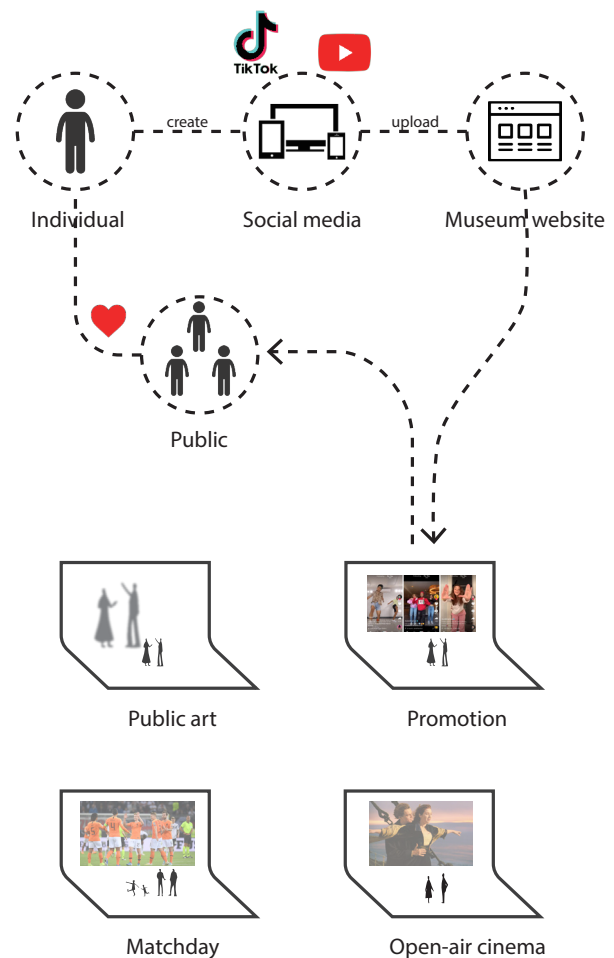 TikTok
create
upload
Individual
Social media
Museum website
Public
Public art
Promotion
Matchday
Open-air cinema